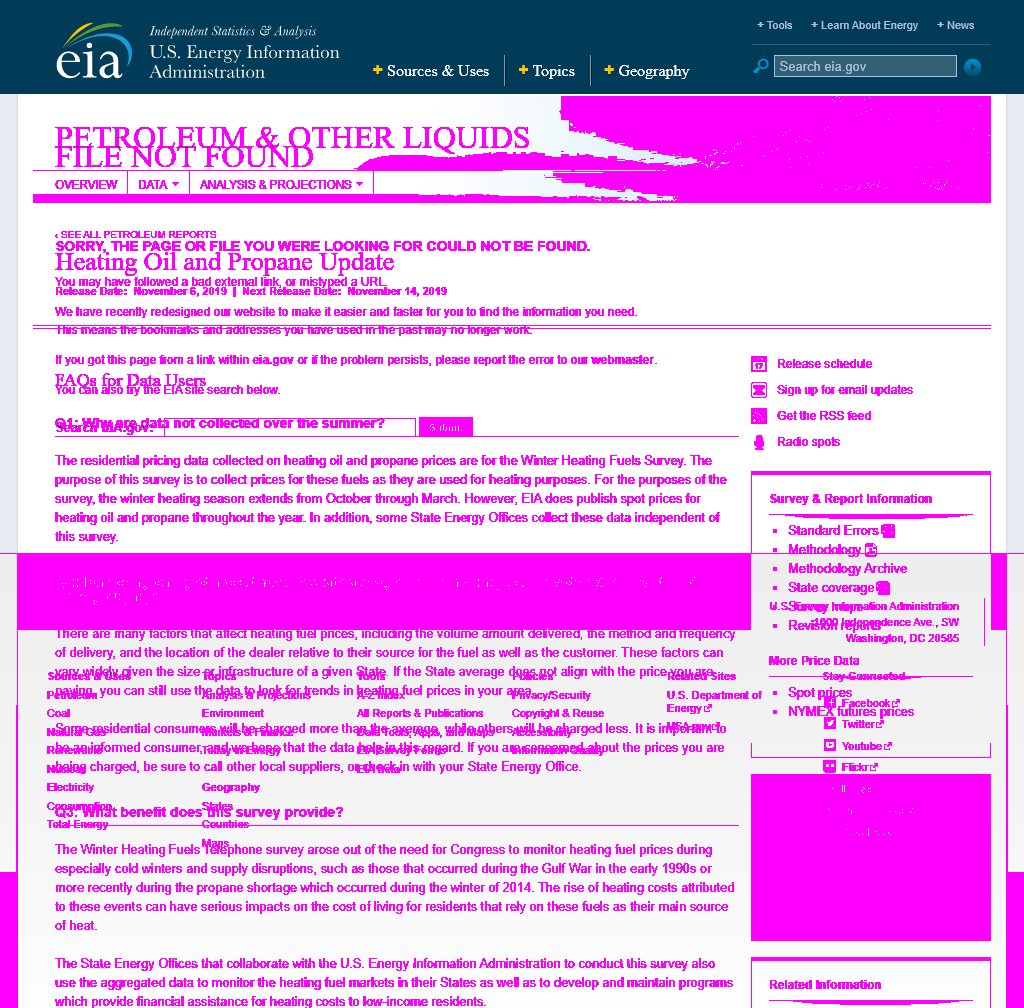 Independent Statistics & Analysis
U.S. Energy Information
Administration
eia
+ Tools + Learn About Energy + News
+ Sources & Uses + Topics + Geography
Search eia.gov
PETROLEUM & OTHER LIQUIDS
FILE NOT FOUND
OVERVIEW DATA ANALYSIS & PROJECTIONS
‹ SEE ALL PETROLEUM REPORTS
SORRY, THE PAGE OR FILE YOU WERE LOOKING FOR COULD NOT BE FOUND.
Heating Oil and Propane Update
You may have followed a bad external link, or mistyped a URL
Release Date: November 6, 2019 | Next Release Date: November 14, 2019
We have recently redesigned our website to make it easier and faster for you to find the information you need.
This means the bookmarks and addresses you have used in the past may no longer work.
If you got this page from a link within eia.gov or if the problem persists, please report the error to our webmaster.
FAQs for Data Users
You can also try the EIA site search below.
Q1: Why are data not collected over the summer?
Search EIA.gov: Submit
The residential pricing data collected on heating oil and propane prices are for the Winter Heating Fuels Survey. The
purpose of this survey is to collect prices for these fuels as they are used for heating purposes. For the purposes of the
survey, the winter heating season extends from October through March. However, EIA does publish spot prices for
heating oil and propane throughout the year. In addition, some State Energy Offices collect these data independent of
this survey.
There are many factors that affect heating fuel prices, including the volume amount delivered, the method and frequency
of delivery, and the location of the dealer relative to their source for the fuel as well as the customer. These factors can
vary widely given the size or infrastructure of a given State. If the State average does not align with the price you are
paying, you can still use the data to look for trends in heating fuel prices in your area.
Some residential consumers will be charged more than the average, while others will be charged less. It is important to
be an informed consumer, and we hope that the data help in this regard. If you are concerned about the prices you are
being charged, be sure to call other local suppliers, or check in with your State Energy Office.
Q3: What benefit does this survey provide?
The Winter Heating Fuels Telephone survey arose out of the need for Congress to monitor heating fuel prices during
especially cold winters and supply disruptions, such as those that occurred during the Gulf War in the early 1990s or
more recently during the propane shortage which occurred during the winter of 2014. The rise of heating costs attributed
to these events can have serious impacts on the cost of living for residents that rely on these fuels as their main source
of heat.
The State Energy Offices that collaborate with the U.S. Energy Information Administration to conduct this survey also
use the aggregated data to monitor the heating fuel markets in their States as well as to develop and maintain programs
which provide financial assistance for heating costs to low-income residents.
Sources & Uses
Petroleum
Coal
Natural Gas
Renewable
Nuclear
Electricity
Consumption
Total Energy
Topics
Analysis & Projections
Environment
Markets & Finance
Today in Energy
Geography
States
Countries
Maps
Tools
A-Z Index
All Reports & Publications
Data Tools, Apps, and Maps
EIA Survey Forms
EIA Beta
Policies
Privacy/Security
Copyright & Reuse
Accessibility
Information Quality
Related Sites
U.S. Department of
Energy
USA.gov
Release schedule
Sign up for email updates
Get the RSS feed
Radio spots
Survey & Report Information
Standard Errors
Methodology
Methodology Archive
State coverage
Survey forms
Revision reports
U.S. Energy Information Administration
1000 Independence Ave., SW
Washington, DC 20585
More Price Data
Spot prices
NYMEX futures prices
Stay Connected
Facebook
Twitter
Youtube
Flickr
Related Information